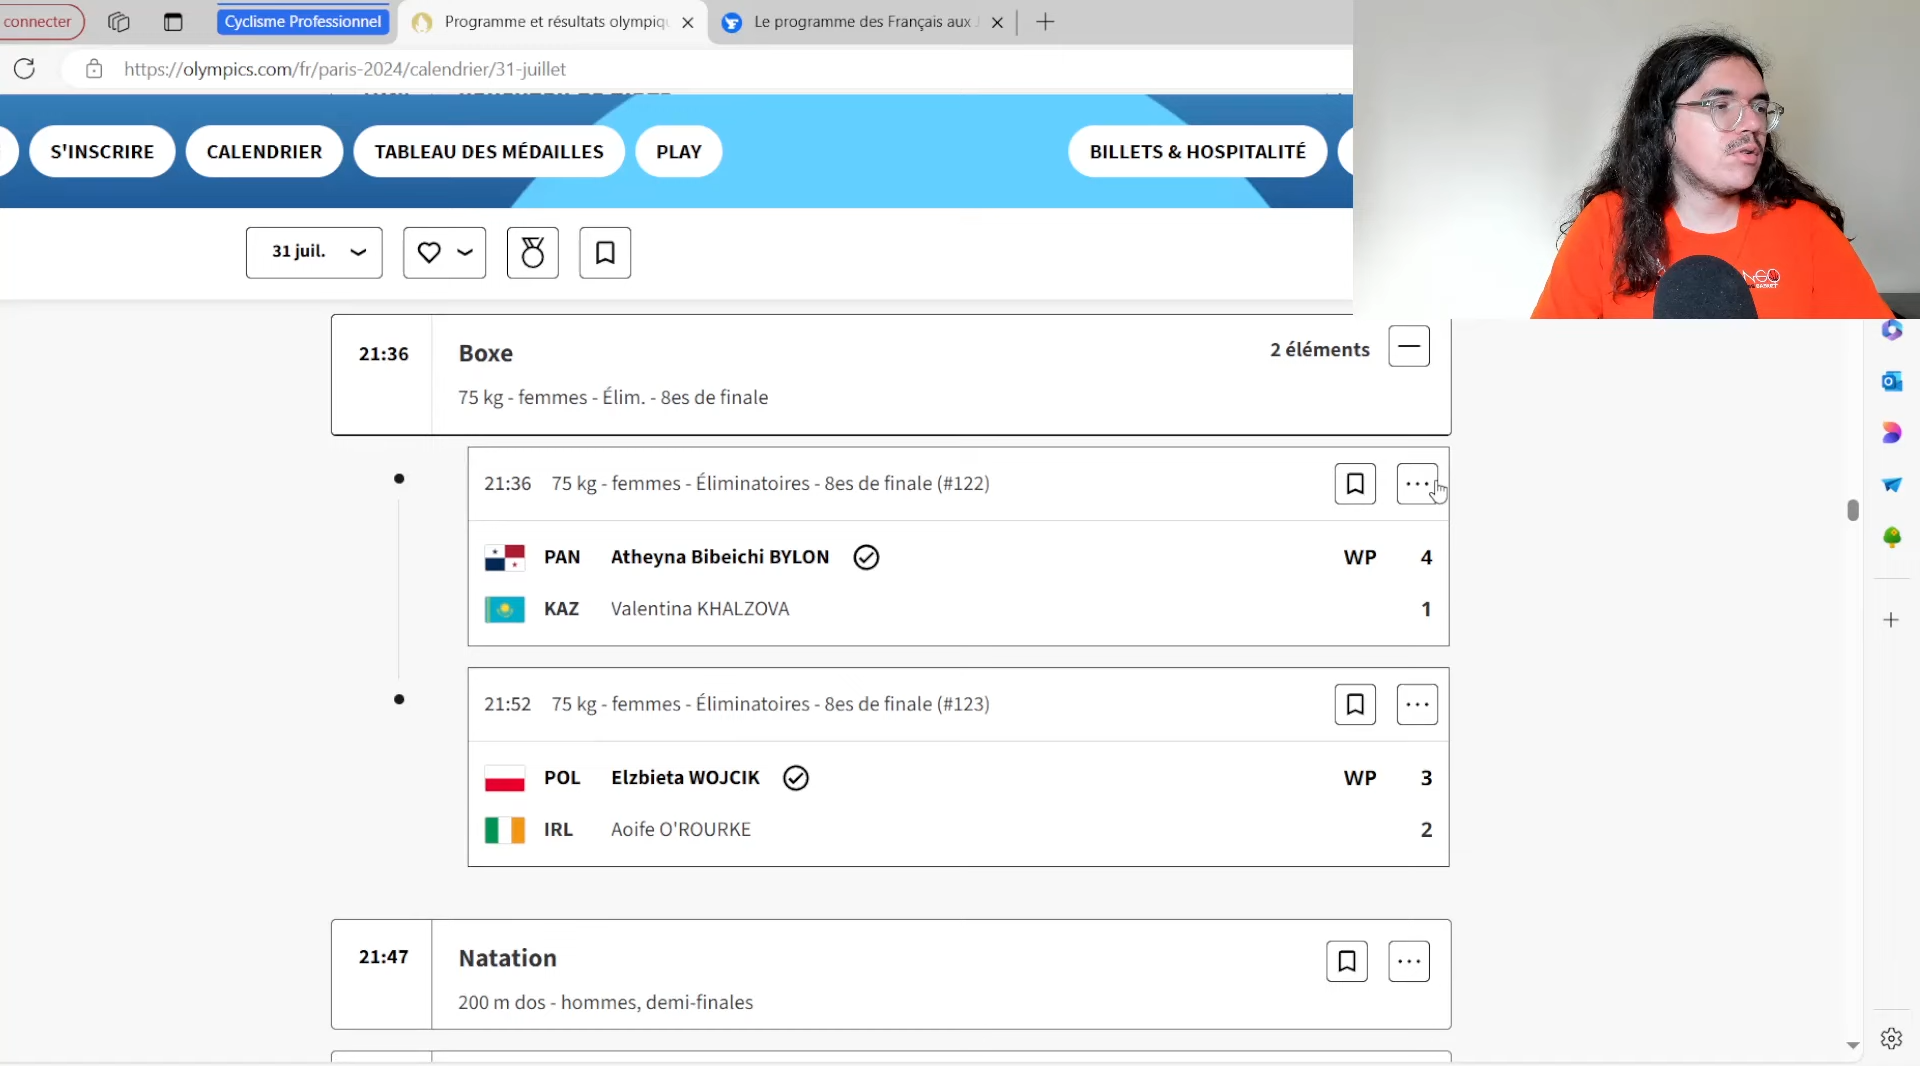 connecter
Cyclisme Professionnel
Programme et résultats olympiq
Le programme des Français aux J
https://olympics.com/fr/paris-2024/calendrier/31-juillet
S'INSCRIRE
CALENDRIER
TABLEAU DES MÉDAILLES
PLAY
BILLETS & HOSPITALITÉ
31 juil.
21:36
Boxe
2 éléments
75 kg - femmes - Élim. - 8es de finale
21:36 75 kg - femmes - Éliminatoires - 8es de finale (#122)
PAN Atheyna Bibeichi BYLON WP 4
KAZ Valentina KHALZOVA 1
21:52 75 kg - femmes - Éliminatoires - 8es de finale (#123)
POL Elzbieta WOJCIK WP 3
IRL Aoife O'ROURKE 2
21:47
Natation
200 m dos - hommes, demi-finales